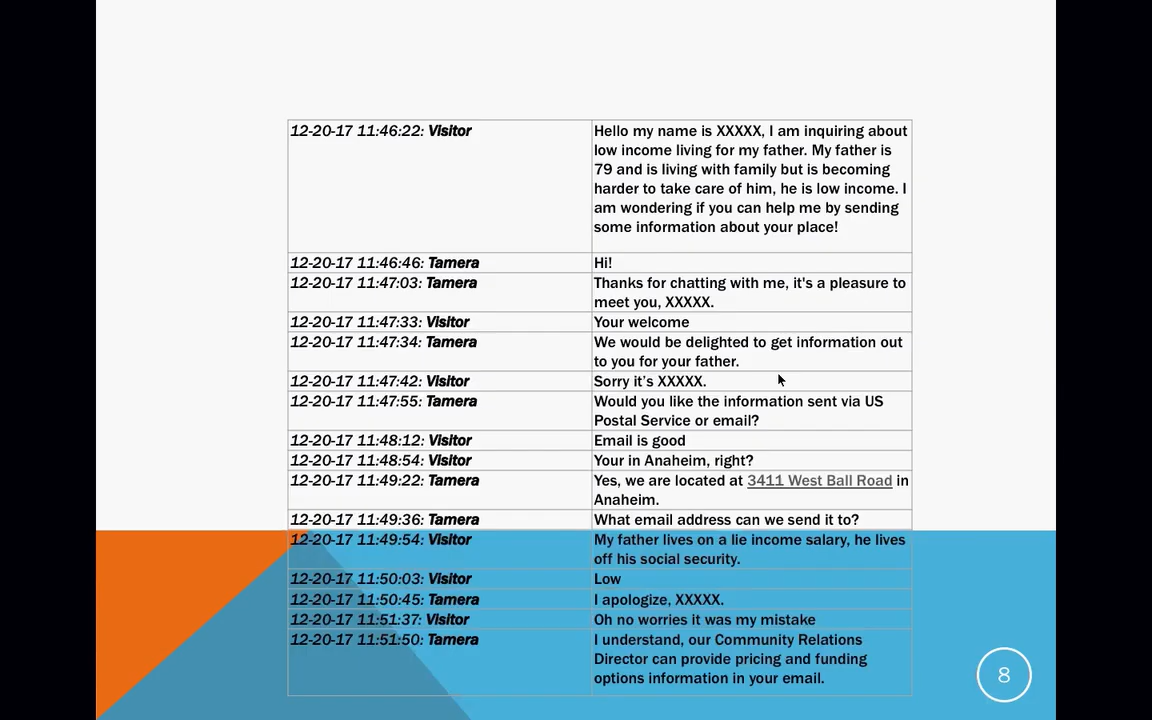 12-20-17 11:46:22: Visitor
Hello my name is XXXXX, I am inquiring about
low income living for my father. My father is
79 and is living with family but is becoming
harder to take care of him, he is low income. I
am wondering if you can help me by sending
some information about your place!
12-20-17 11:46:46: Tamera
Hi!
12-20-17 11:47:03: Tamera
Thanks for chatting with me, it's a pleasure to
meet you, XXXXX.
12-20-17 11:47:33: Visitor
Your welcome
12-20-17 11:47:34: Tamera
We would be delighted to get information out
to you for your father.
12-20-17 11:47:42: Visitor
Sorry it’s XXXXX.
12-20-17 11:47:55: Tamera
Would you like the information sent via US
Postal Service or email?
12-20-17 11:48:12: Visitor
Email is good
12-20-17 11:48:54: Visitor
Your in Anaheim, right?
12-20-17 11:49:22: Tamera
Yes, we are located at 3411 West Ball Road in
Anaheim.
12-20-17 11:49:36: Tamera
What email address can we send it to?
12-20-17 11:49:54: Visitor
My father lives on a lie income salary, he lives
off his social security.
12-20-17 11:50:03: Visitor
Low
12-20-17 11:50:45: Tamera
I apologize, XXXXX.
12-20-17 11:51:37: Visitor
Oh no worries it was my mistake
12-20-17 11:51:50: Tamera
I understand, our Community Relations
Director can provide pricing and funding
options information in your email.
8